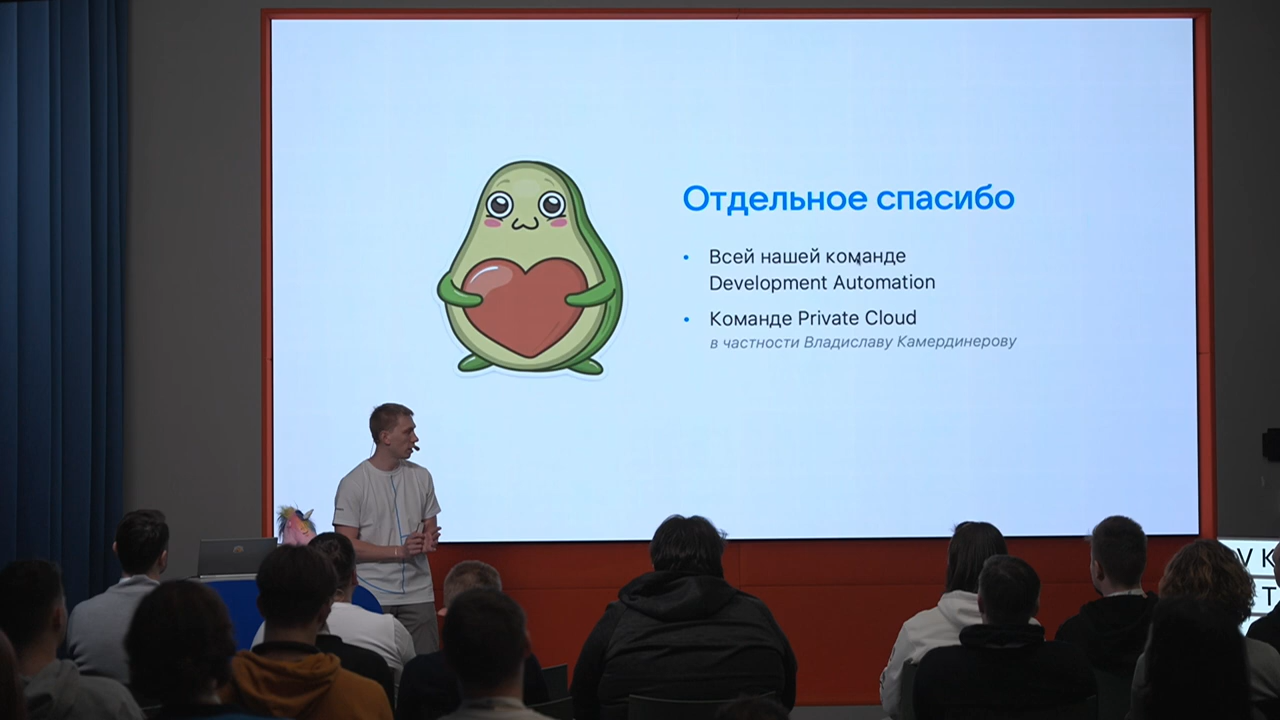 Отдельное спасибо
• Всей нашей команде
Development Automation
• Команде Private Cloud
в частности Владиславу Камердинерову
V K
T